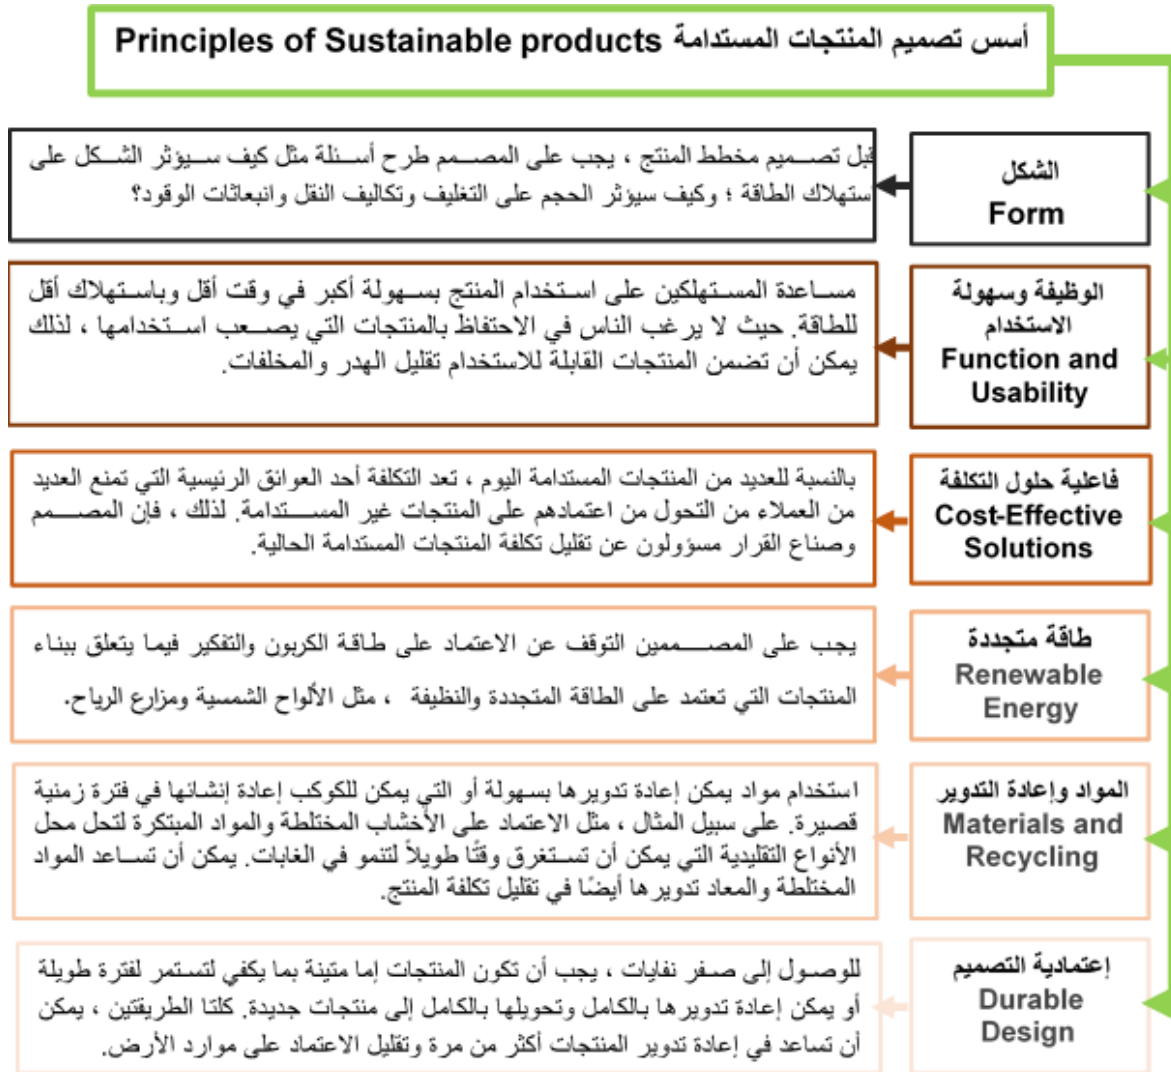 أسس تصميم المنتجات المستدامة Principles of Sustainable products
الشكل
Form
قبل تصميم مخطط المنتج ، يجب على المصمم طرح أسئلة مثل كيف سيؤثر الشكل على
ستهلاك الطاقة ؛ وكيف سيؤثر الحجم على التغليف وتكاليف النقل وانبعاثات الوقود؟
الوظيفة وسهولة
الاستخدام
Function and
Usability
مساعدة المستهلكين على استخدام المنتج بسهولة أكبر في وقت أقل وباستهلاك أقل
للطاقة. حيث لا يرغب الناس في الاحتفاظ بالمنتجات التي يصعب استخدامها ، لذلك
يمكن أن تضمن المنتجات القابلة للاستخدام تقليل الهدر والمخلفات.
فاعلية حلول التكلفة
Cost-Effective
Solutions
بالنسبة للعديد من المنتجات المستدامة اليوم ، تعد التكلفة أحد العوائق الرئيسية التي تمنع العديد
من العملاء من التحول من اعتمادهم على المنتجات غير المستدامة. لذلك ، فإن المصمم
وصناع القرار مسؤولون عن تقليل تكلفة المنتجات المستدامة الحالية.
طاقة متجددة
Renewable
Energy
يجب على المصممين التوقف عن الاعتماد على طاقة الكربون والتفكير فيما يتعلق ببناء
المنتجات التي تعتمد على الطاقة المتجددة والنظيفة ، مثل الألواح الشمسية ومزارع الرياح.
المواد وإعادة التدوير
Materials and
Recycling
استخدام مواد يمكن إعادة تدويرها بسهولة أو التي يمكن للكوكب إعادة إنشائها في فترة زمنية
قصيرة. على سبيل المثال ، مثل الاعتماد على الأخشاب المختلطة والمواد المبتكرة لتحل محل
الأنواع التقليدية التي يمكن أن تستغرق وقتًا طويلاً لتنمو في الغابات. يمكن أن تساعد المواد
المختلطة والمعاد تدويرها أيضًا في تقليل تكلفة المنتج.
إعتمادية التصميم
Durable
Design
للوصول إلى صفر نفايات ، يجب أن تكون المنتجات إما متينة بما يكفي لتستمر لفترة طويلة
أو يمكن إعادة تدويرها بالكامل وتحويلها بالكامل إلى منتجات جديدة. كلتا الطريقتين ، يمكن
أن تساعد في إعادة تدوير المنتجات أكثر من مرة وتقليل الاعتماد على موارد الأرض.